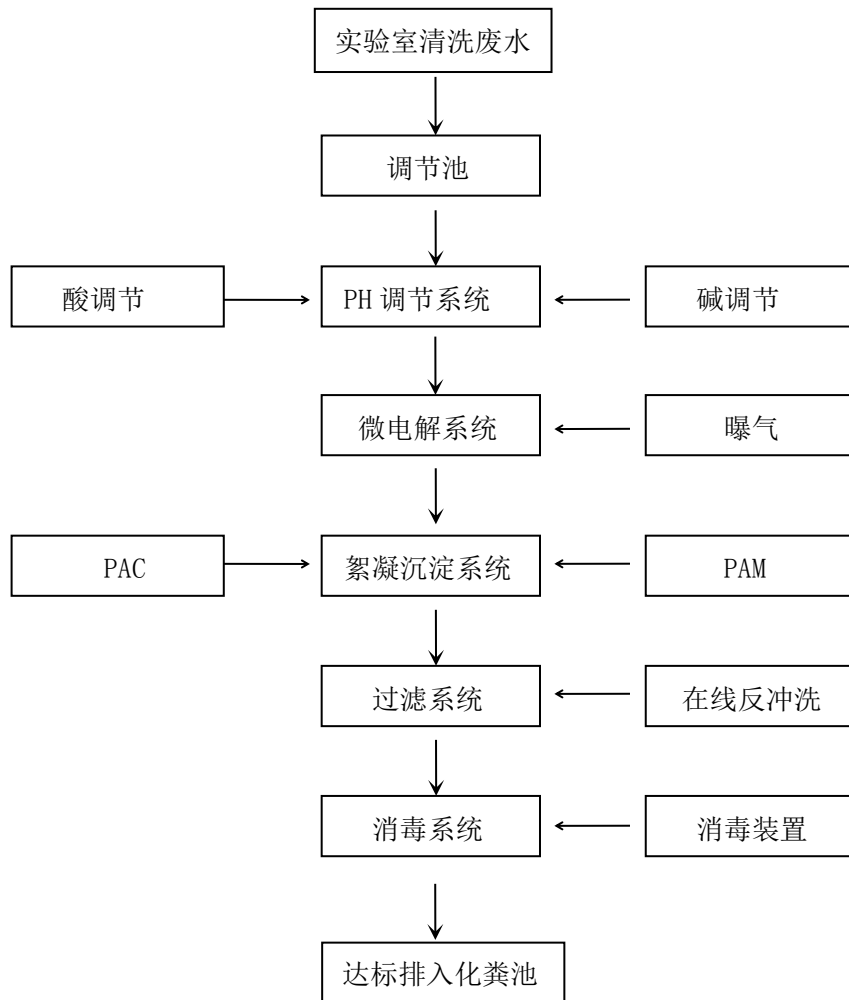 实验室清洗废水
调节池
酸调节
PH 调节系统
碱调节
微电解系统
曝气
PAC
絮凝沉淀系统
PAM
过滤系统
在线反冲洗
消毒系统
消毒装置
达标排入化粪池